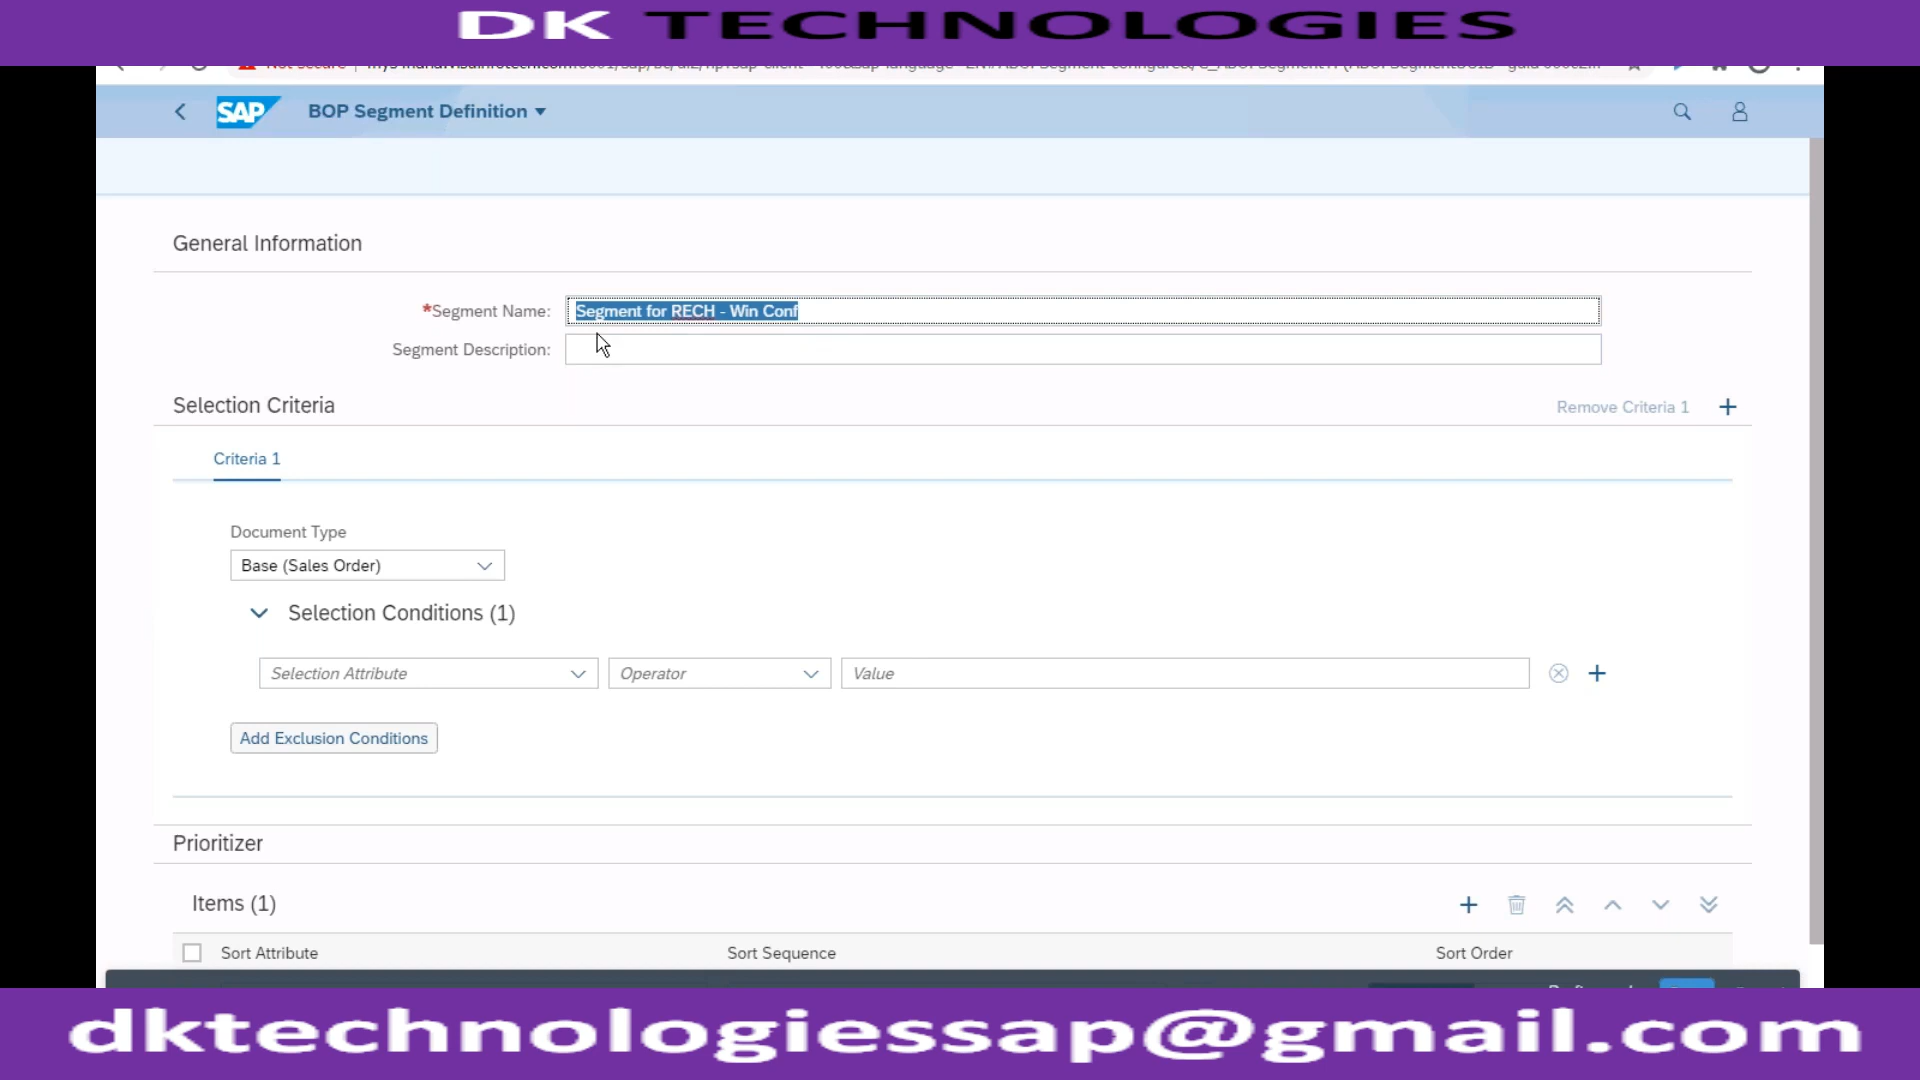 DK TECHNOLOGIES
SAP BOP Segment Definition
General Information
*Segment Name: Segment for RECH - Win Conf
Segment Description:
Selection Criteria
Remove Criteria 1
Criteria 1
Document Type
Base (Sales Order)
Selection Conditions (1)
Selection Attribute Operator Value
Add Exclusion Conditions
Prioritizer
Items (1)
Sort Attribute Sort Sequence Sort Order
dktechnologiessap@gmail.com